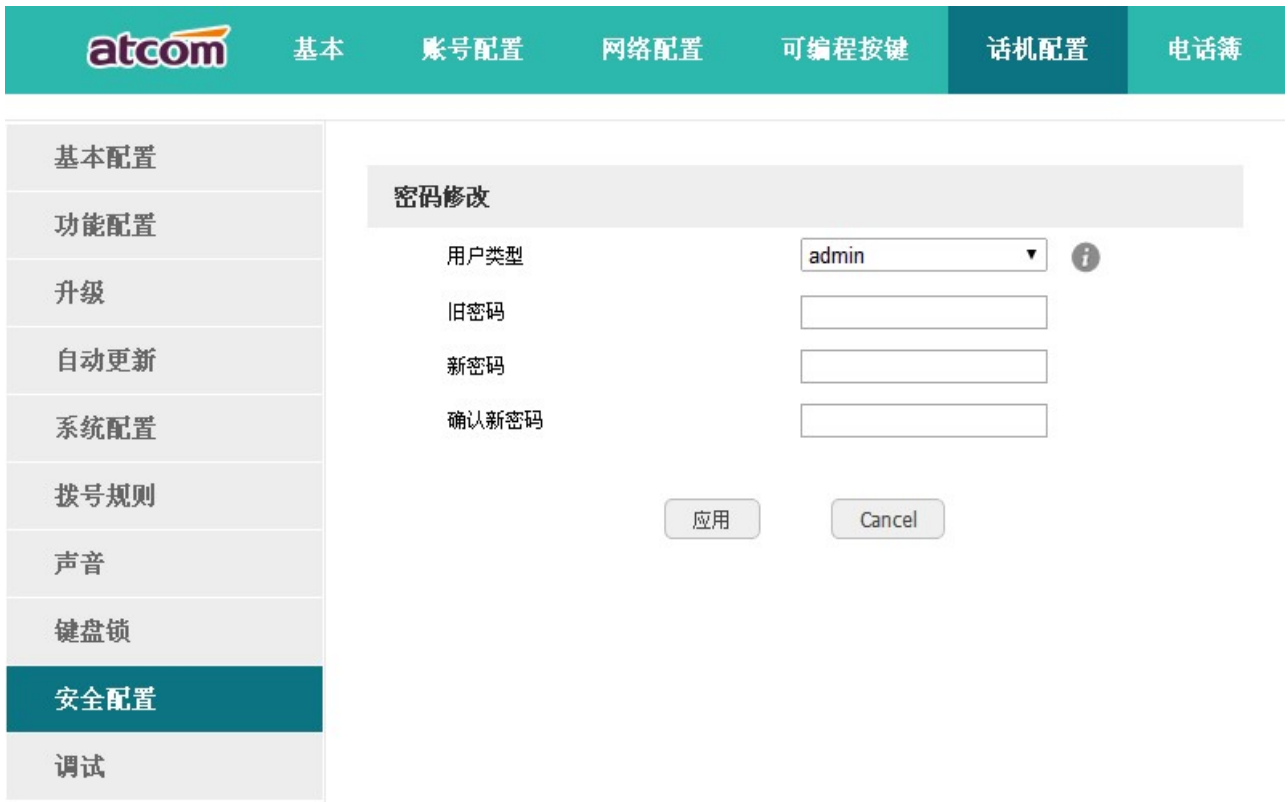 atcom 基本 账号配置 网络配置 可编程按键 话机配置 电话簿
基本配置
功能配置
升级
自动更新
系统配置
拨号规则
声音
键盘锁
安全配置
调试
密码修改
用户类型 admin
旧密码
新密码
确认新密码
应用 Cancel